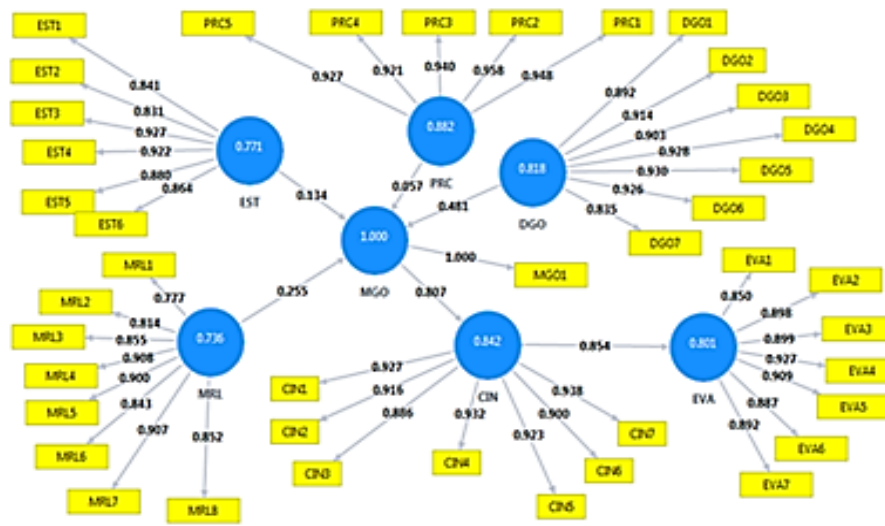 EST1
PRC5
PRC4
PRC3
PRC2
PRC1
DGO1
EST2
DGO2
EST3
DGO3
EST4
DGO4
EST5
DGO5
EST6
DGO6
DGO7
0.841
0.831
0.927
0.922
0.880
0.864
0.927
0.921
0.940
0.958
0.948
0.892
0.914
0.903
0.928
0.930
0.926
0.835
0.771
EST
0.882
PRC
0.818
DGO
0.134
0.057
0.481
1.000
MGO
1.000
MGO1
0.255
0.807
MRL1
MRL2
MRL3
MRL4
MRL5
MRL6
MRL7
MRL8
0.777
0.814
0.855
0.908
0.900
0.843
0.907
0.852
0.736
MRL
0.842
CIN
0.854
0.801
EVA
CIN1
CIN2
CIN3
CIN4
CIN5
CIN6
CIN7
0.927
0.916
0.886
0.932
0.923
0.900
0.938
EVA1
EVA2
EVA3
EVA4
EVA5
EVA6
EVA7
0.850
0.898
0.899
0.927
0.909
0.887
0.892